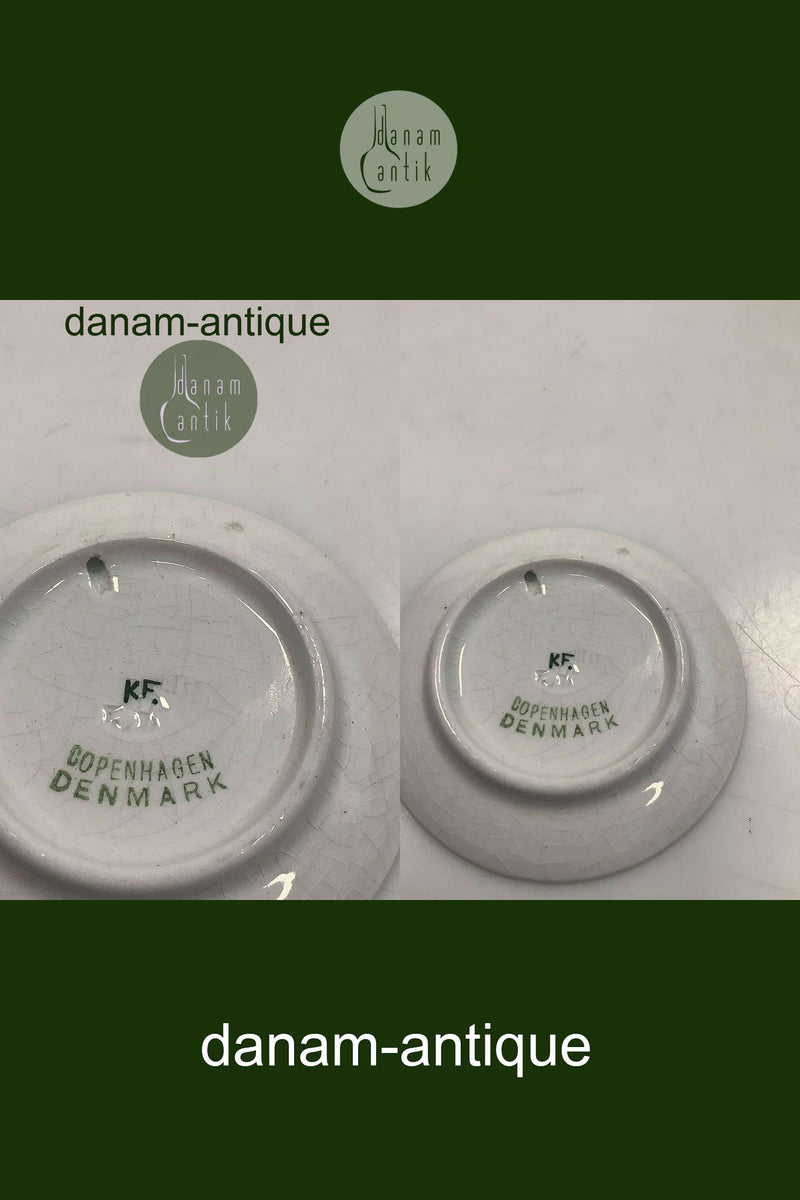 danam
antik
danam-antique
danam
antik
KF.
COPENHAGEN
DENMARK
KF.
COPENHAGEN
DENMARK
danam-antique